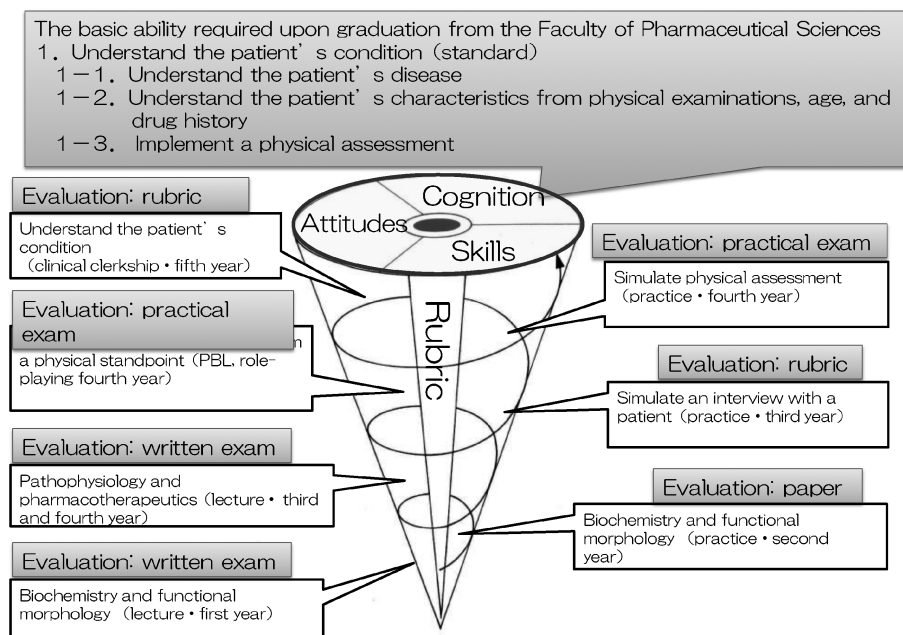 The basic ability required upon graduation from the Faculty of Pharmaceutical Sciences
1. Understand the patient's condition (standard)
1-1. Understand the patient's disease
1-2. Understand the patient's characteristics from physical examinations, age, and
drug history
1-3. Implement a physical assessment
Cognition
Attitudes
Skills
Rubric
Evaluation: rubric
Understand the patient's
condition
(clinical clerkship・fifth year)
Evaluation: practical
exam
a physical standpoint (PBL, role-
playing fourth year)
Evaluation: written exam
Pathophysiology and
pharmacotherapeutics (lecture・third
and fourth year)
Evaluation: written exam
Biochemistry and functional
morphology (lecture・first year)
Evaluation: practical exam
Simulate physical assessment
(practice・fourth year)
Evaluation: rubric
Simulate an interview with a
patient (practice・third year)
Evaluation: paper
Biochemistry and functional
morphology (practice・second
year)